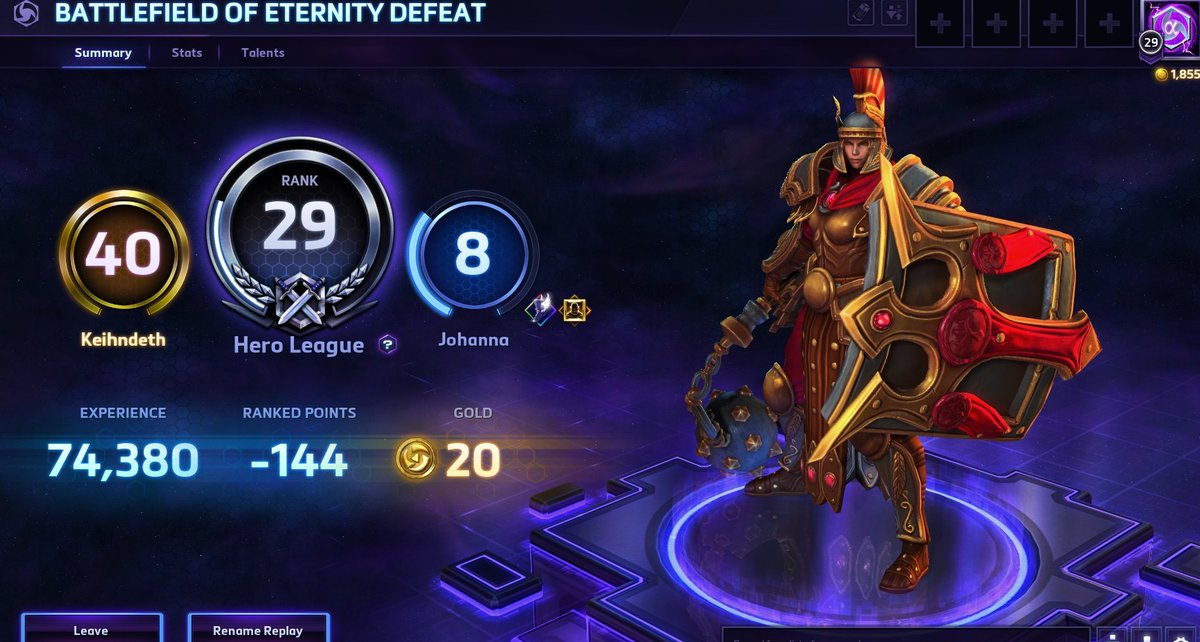 BATTLEFIELD OF ETERNITY DEFEAT
Summary
Stats
Talents
29
1,855
40
Keihndeth
RANK
29
Hero League
?
8
Johanna
EXPERIENCE
74,380
RANKED POINTS
-144
GOLD
20
Leave
Rename Replay